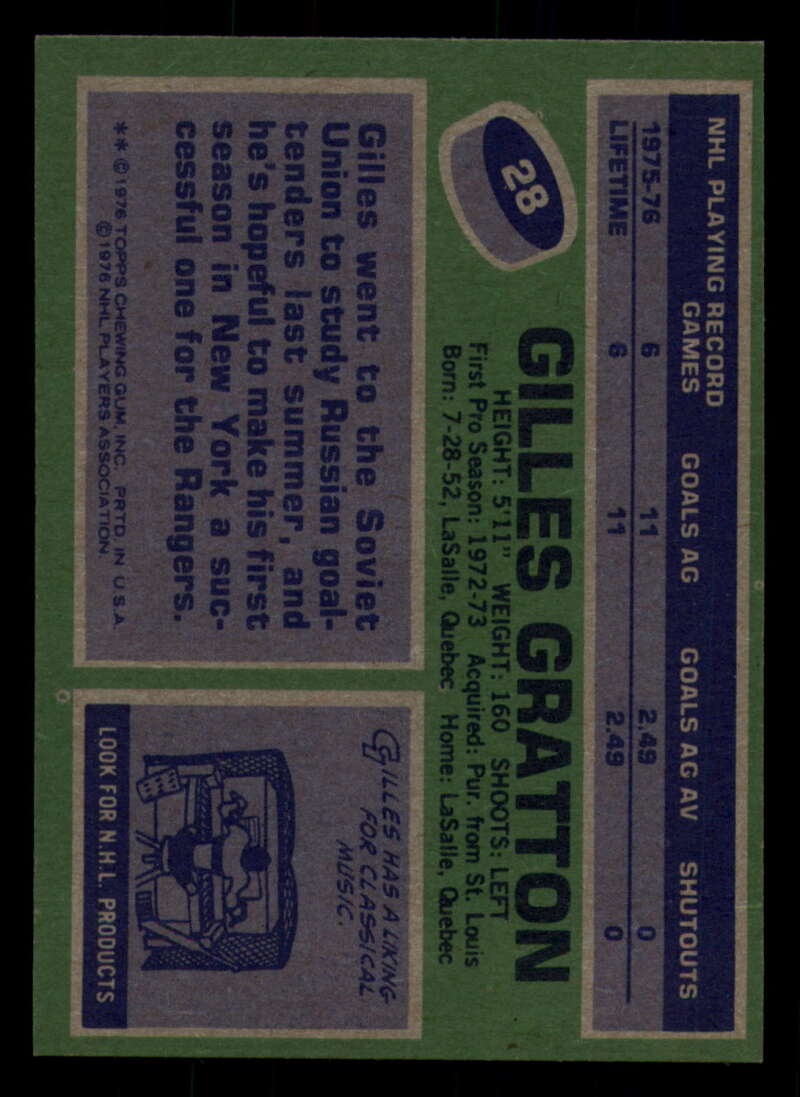 NHL PLAYING RECORD
GAMES GOALS AG GOALS AG AV SHUTOUTS
1975-76 6 11 2.49 0
LIFETIME 6 11 2.49 0
28
GILLES GRATTON
HEIGHT: 5'11" WEIGHT: 160 SHOOTS: LEFT
First Pro Season: 1972-73 Acquired: Pur. from St. Louis
Born: 7-28-52, LaSalle, Quebec Home: LaSalle, Quebec
Gilles went to the Soviet
Union to study Russian goal-
tenders last summer, and
he's hopeful to make his first
season in New York a suc-
cessful one for the Rangers.
** ©1976 TOPPS CHEWING GUM, INC. PRTD. IN U.S.A.
©1976 NHL PLAYERS ASSOCIATION.
GILLES HAS A LIKING
FOR CLASSICAL
MUSIC.
LOOK FOR N.H.L. PRODUCTS